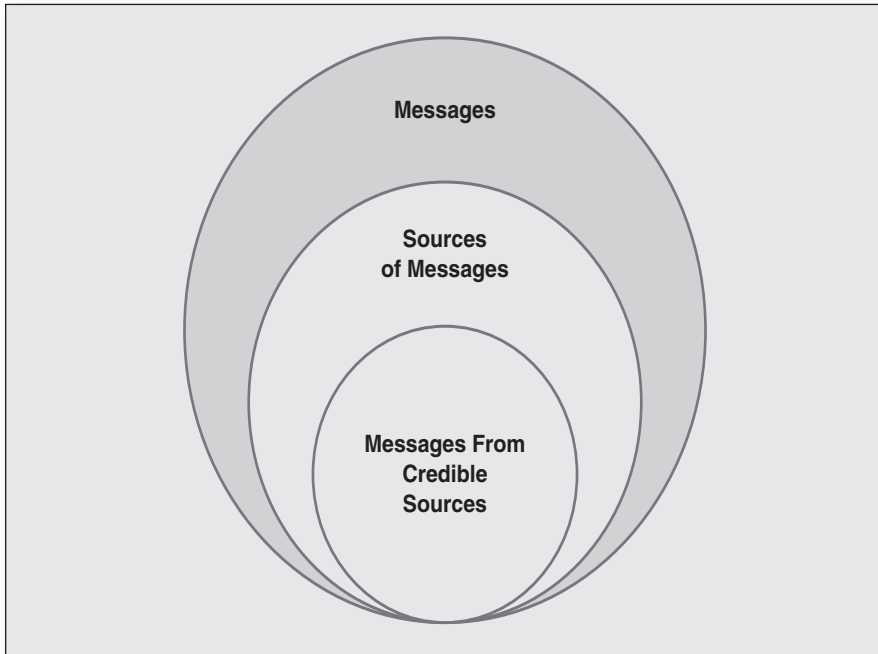 Messages
Sources
of Messages
Messages From
Credible
Sources